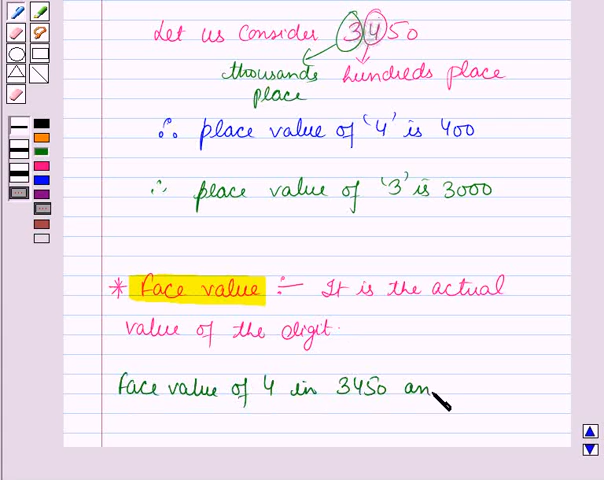 Let us Consider 3450
thousands hundreds place
place
∴ place value of '4' is 400
∴ place value of '3' is 3000
* Face value :- It is the actual
value of the digit.
Face value of 4 in 3450 an